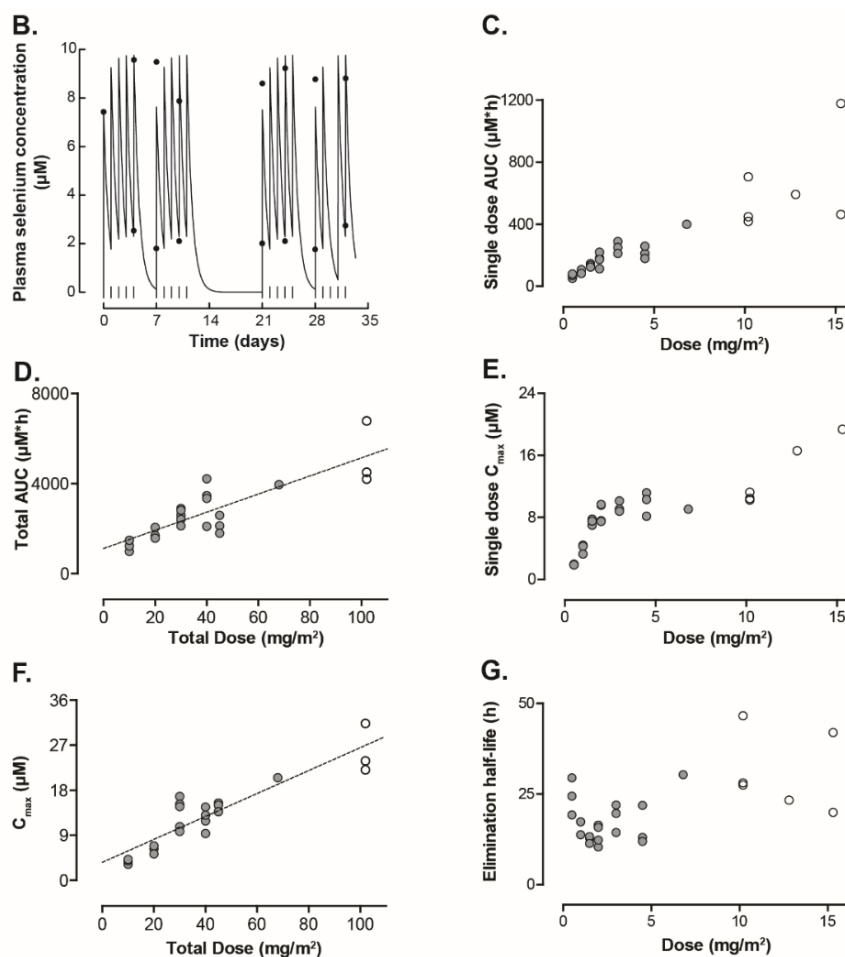 B.
Plasma selenium concentration
(µM)
10
8
6
4
2
0
0 7 14 21 28 35
Time (days)
C.
Single dose AUC (µM*h)
1200
800
400
0
0 5 10 15
Dose (mg/m²)
D.
Total AUC (µM*h)
8000
4000
0
0 20 40 60 80 100
Total Dose (mg/m²)
E.
Single dose Cmax (µM)
24
16
8
0
0 5 10 15
Dose (mg/m²)
F.
Cmax (µM)
36
27
18
9
0
0 20 40 60 80 100
Total Dose (mg/m²)
G.
Elimination half-life (h)
50
25
0
0 5 10 15
Dose (mg/m²)